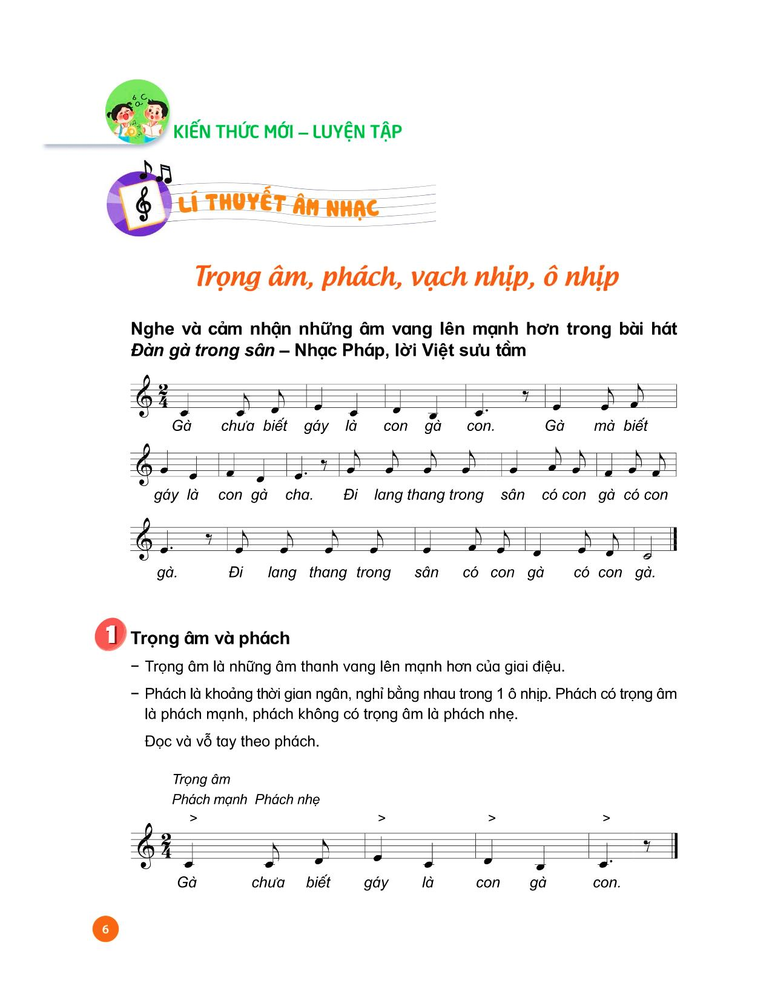 KIẾN THỨC MỚI – LUYỆN TẬP
LÍ THUYẾT ÂM NHẠC
Trọng âm, phách, vạch nhịp, ô nhịp
Nghe và cảm nhận những âm vang lên mạnh hơn trong bài hát
Đàn gà trong sân – Nhạc Pháp, lời Việt sưu tầm
2
4
Gà chưa biết gáy là con gà con. Gà mà biết
gáy là con gà cha. Đi lang thang trong sân có con gà có con
gà. Đi lang thang trong sân có con gà có con gà.
1 Trọng âm và phách
– Trọng âm là những âm thanh vang lên mạnh hơn của giai điệu.
– Phách là khoảng thời gian ngân, nghỉ bằng nhau trong 1 ô nhịp. Phách có trọng âm
là phách mạnh, phách không có trọng âm là phách nhẹ.
Đọc và vỗ tay theo phách.
Trọng âm
Phách mạnh Phách nhẹ
> > > >
2
4
Gà chưa biết gáy là con gà con.
6